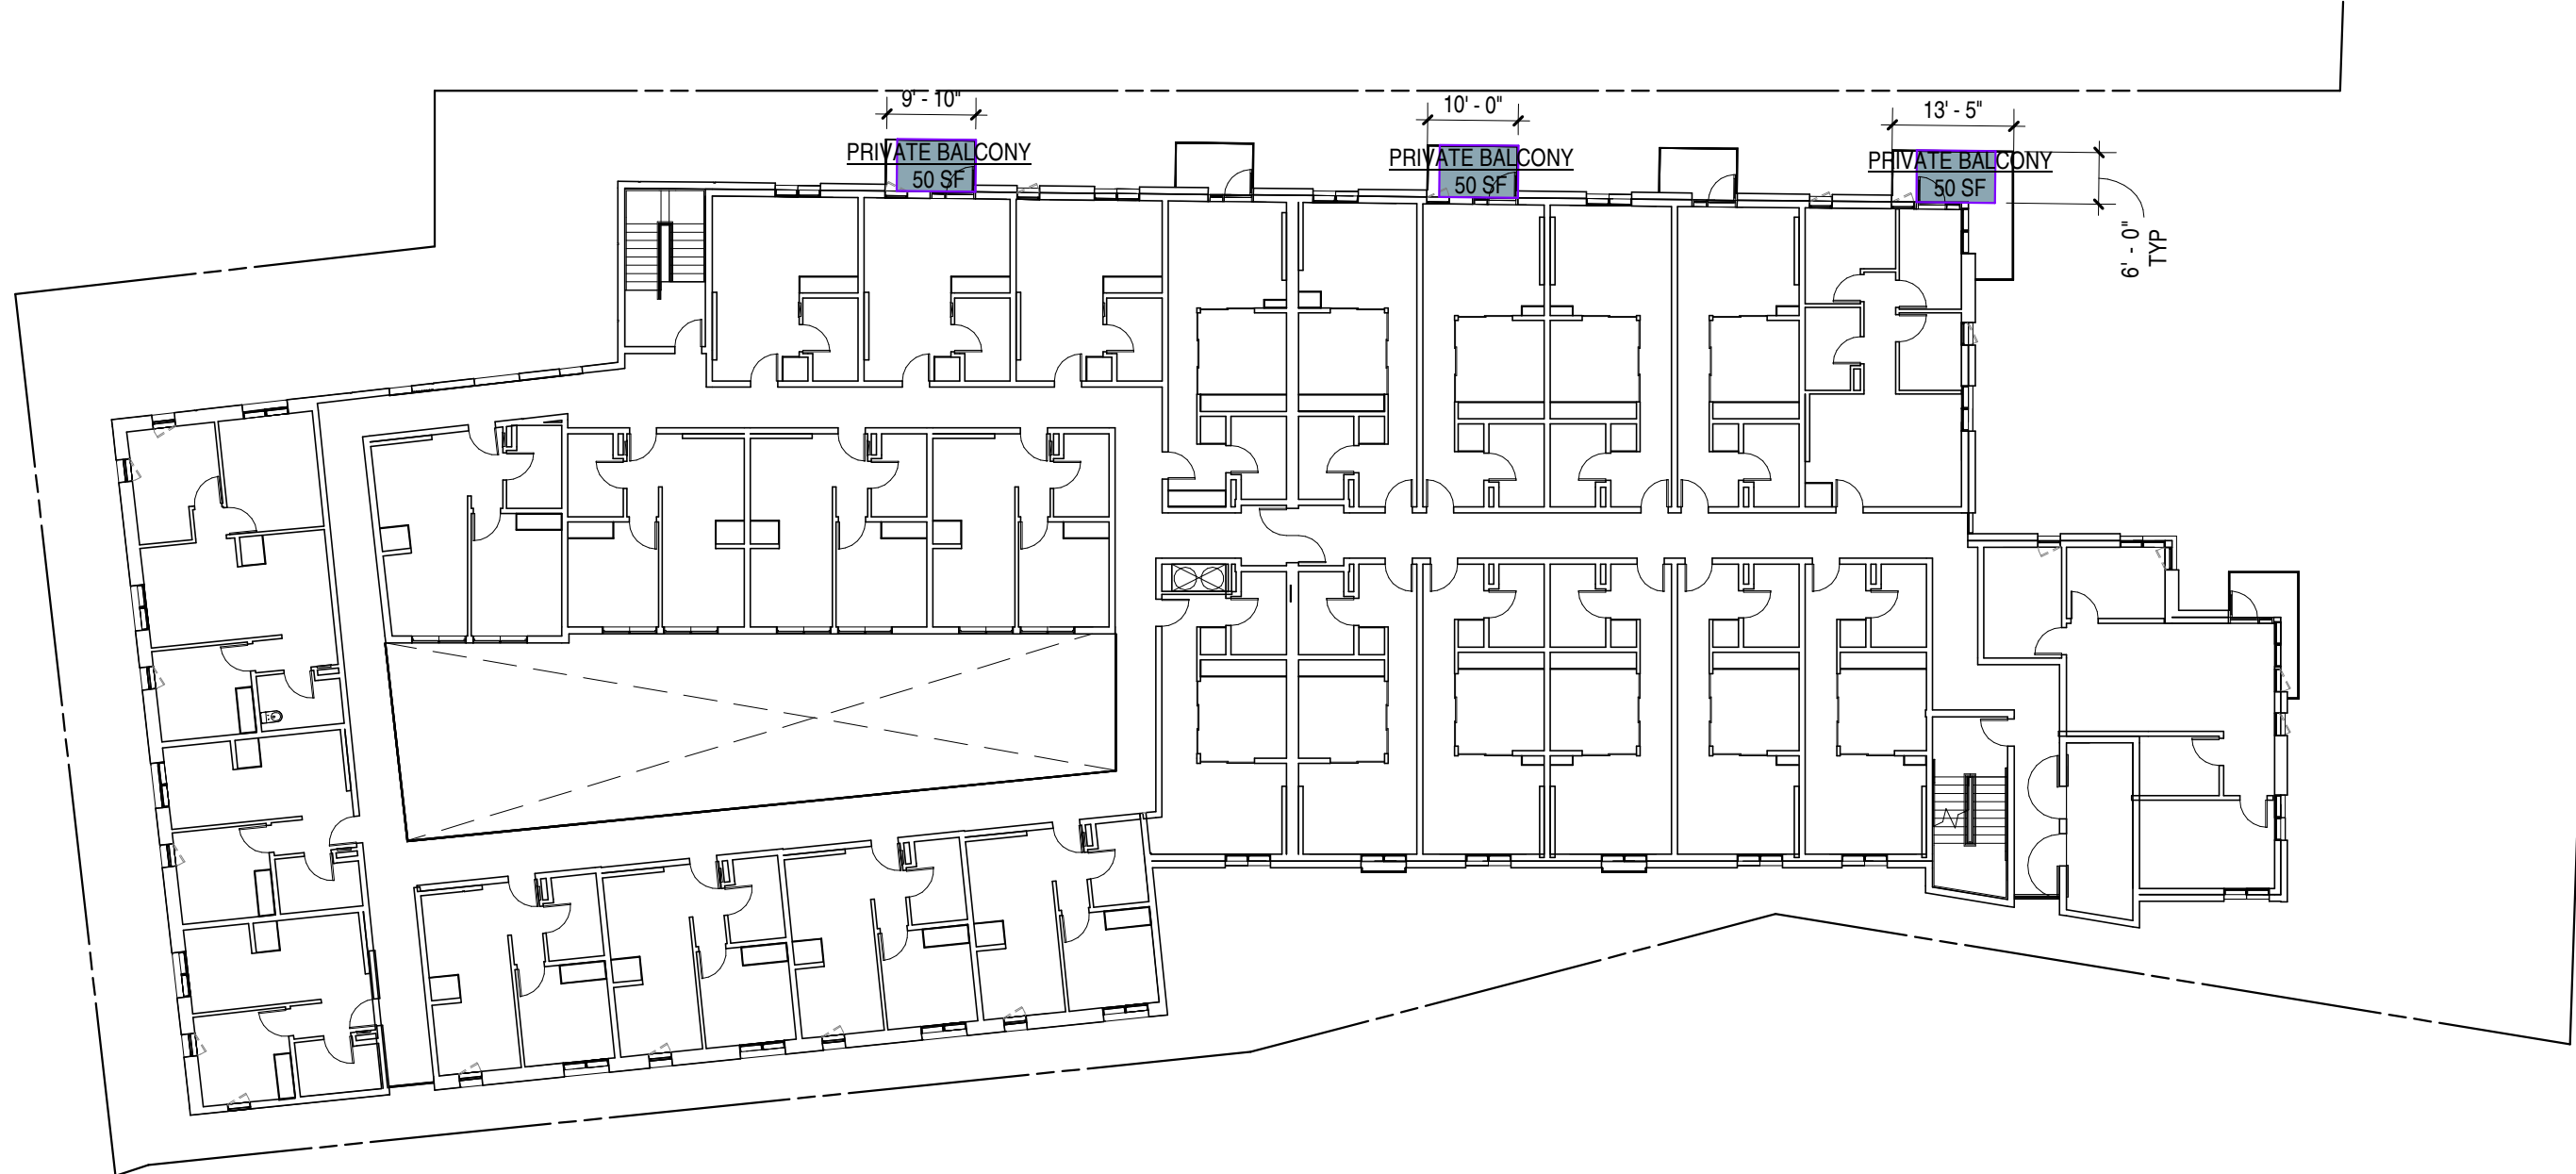 9' - 10"
10' - 0"
13' - 5"
PRIVATE BALCONY
50 SF
PRIVATE BALCONY
50 SF
PRIVATE BALCONY
50 SF
6' - 0"
TYP